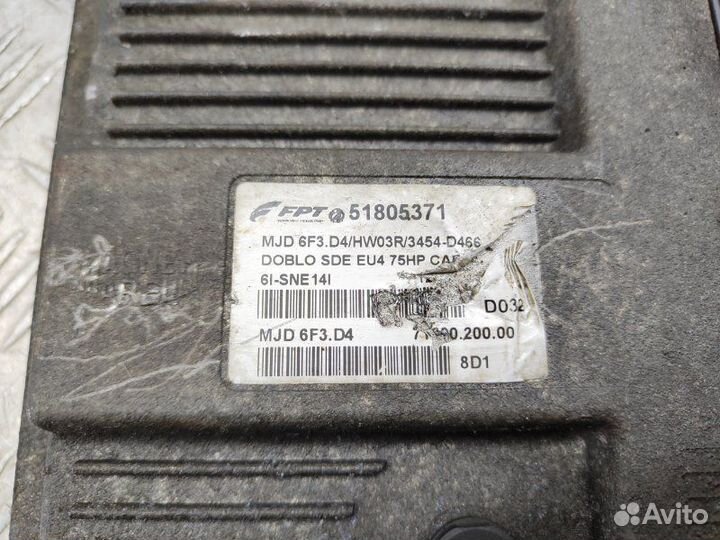 FPT 51805371
MJD 6F3.D4/HW03R/3454-D466
DOBLO SDE EU4 75HP
6I-SNE14I
D032
MJD 6F3.D4
8D1
Avito